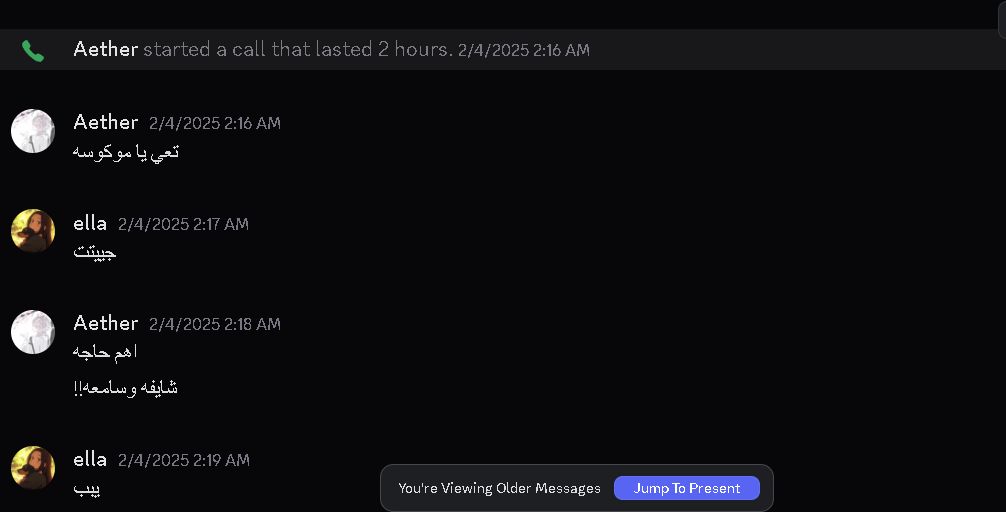 Aether started a call that lasted 2 hours. 2/4/2025 2:16 AM
Aether 2/4/2025 2:16 AM
تعي يا موكوسه
ella 2/4/2025 2:17 AM
جييتت
Aether 2/4/2025 2:18 AM
اهم حاجه
شايفه وسامعه!!
ella 2/4/2025 2:19 AM
يبب
You're Viewing Older Messages Jump To Present